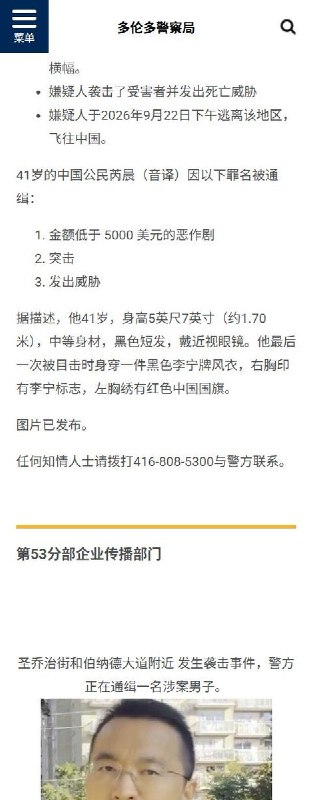 菜单
多伦多警察局
横幅。
嫌疑人袭击了受害者并发出死亡威胁
嫌疑人于2026年9月22日下午逃离该地区，
飞往中国。
41岁的中国公民芮晨（音译）因以下罪名被通
缉：
1. 金额低于 5000 美元的恶作剧
2. 突击
3. 发出威胁
据描述，他41岁，身高5英尺7英寸（约1.70
米），中等身材，黑色短发，戴近视眼镜。他最后
一次被目击时身穿一件黑色李宁牌风衣，右胸印
有李宁标志，左胸绣有红色中国国旗。
图片已发布。
任何知情人士请拨打416-808-5300与警方联系。
第53分部企业传播部门
圣乔治街和伯纳德大道附近 发生袭击事件，警方
正在通缉一名涉案男子。